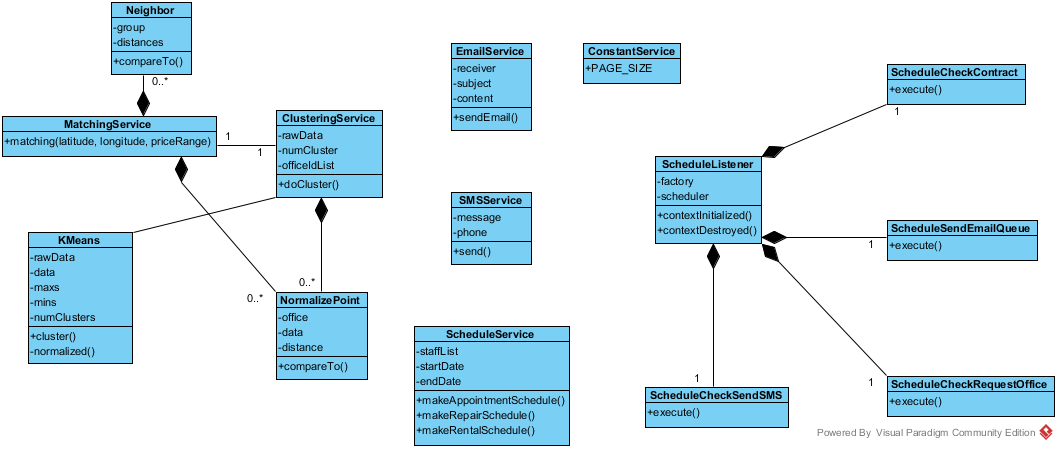 Neighbor
-group
-distances
+compareTo()
0..*
MatchingService
+matching(latitude, longitude, priceRange)
1
1
ClusteringService
-rawData
-numCluster
-officeIdList
+doCluster()
KMeans
-rawData
-data
-maxs
-mins
-numClusters
+cluster()
-normalized()
0..*
0..*
NormalizePoint
-office
-data
-distance
+compareTo()
EmailService
-receiver
-subject
-content
+sendEmail()
ConstantService
+PAGE_SIZE
SMSService
-message
-phone
+send()
ScheduleService
-staffList
-startDate
-endDate
+makeAppointmentSchedule()
+makeRepairSchedule()
+makeRentalSchedule()
ScheduleCheckContract
+execute()
1
ScheduleListener
-factory
-scheduler
+contextInitialized()
+contextDestroyed()
ScheduleSendEmailQueue
+execute()
1
1
ScheduleCheckSendSMS
+execute()
1
ScheduleCheckRequestOffice
+execute()
Powered By Visual Paradigm Community Edition